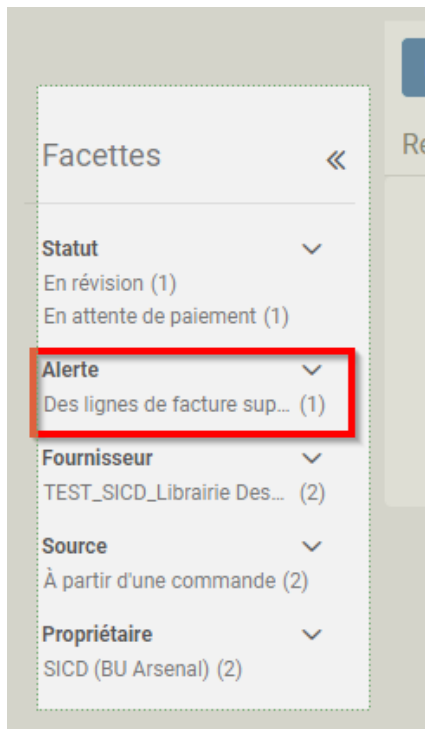 Facettes
Statut
En révision (1)
En attente de paiement (1)
Alerte
Des lignes de facture sup... (1)
Fournisseur
TEST_SICD_Librairie Des... (2)
Source
À partir d'une commande (2)
Propriétaire
SICD (BU Arsenal) (2)